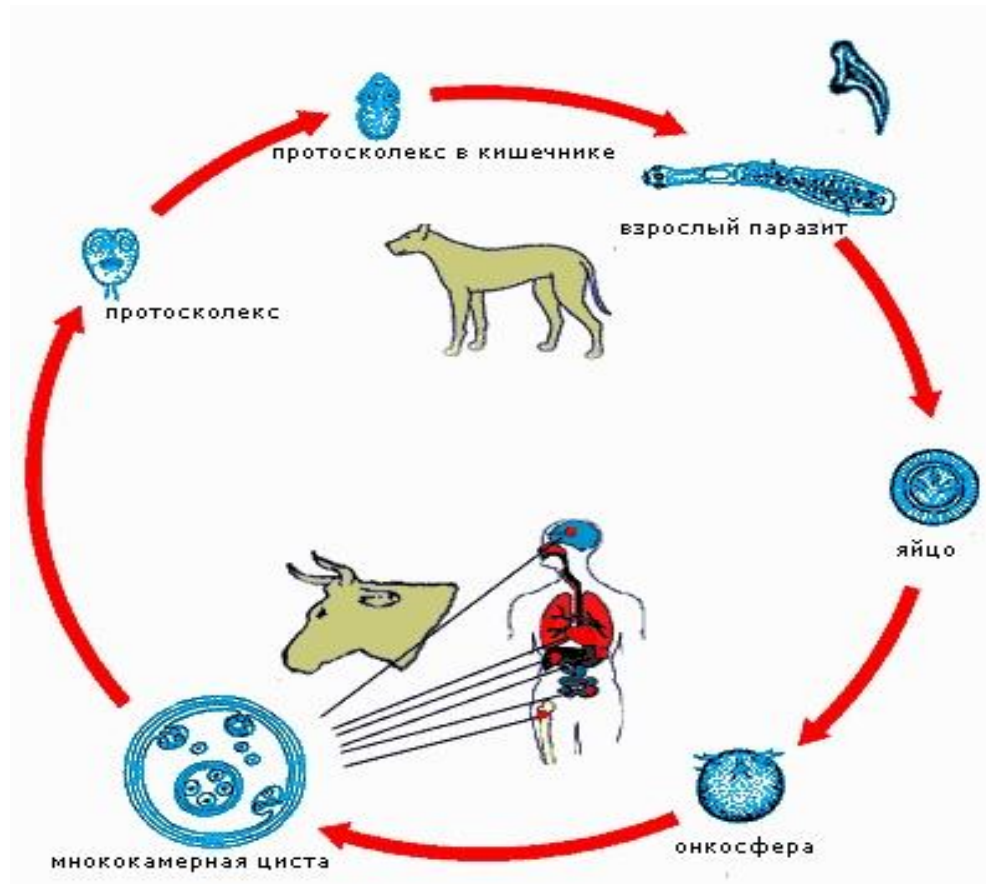 протосколекс в кишечнике
взрослый паразит
протосколекс
яйцо
онкосфера
мнококамерная циста